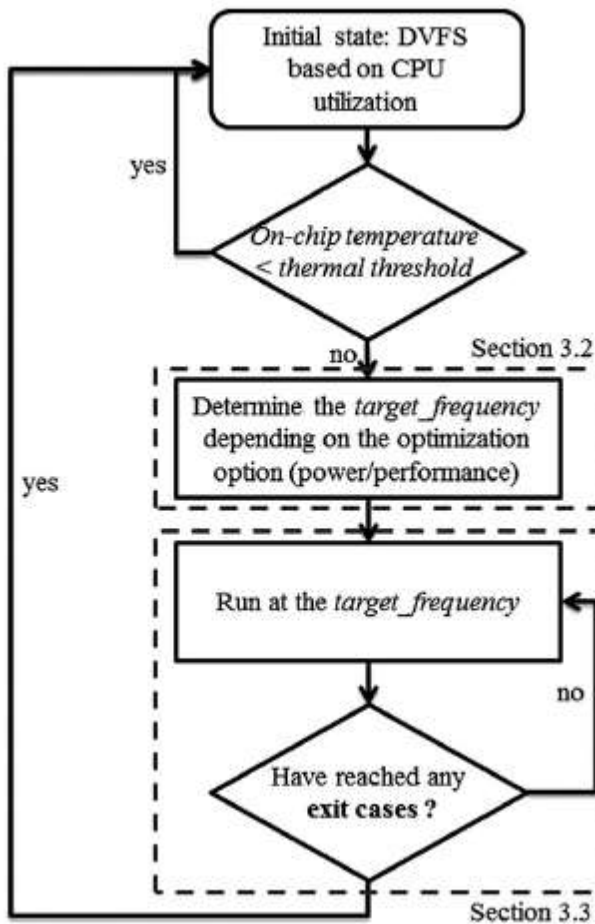 Initial state: DVFS
based on CPU
utilization
yes
On-chip temperature
< thermal threshold
no
Section 3.2
Determine the target_frequency
depending on the optimization
option (power/performance)
yes
Run at the target_frequency
no
Have reached any
exit cases ?
Section 3.3